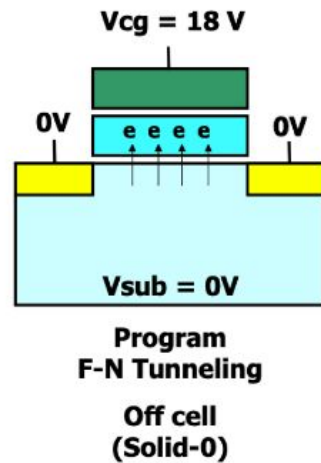 Vcg = 18 V
0V
0V
e e e e
Vsub = 0V
Program
F-N Tunneling
Off cell
(Solid-0)